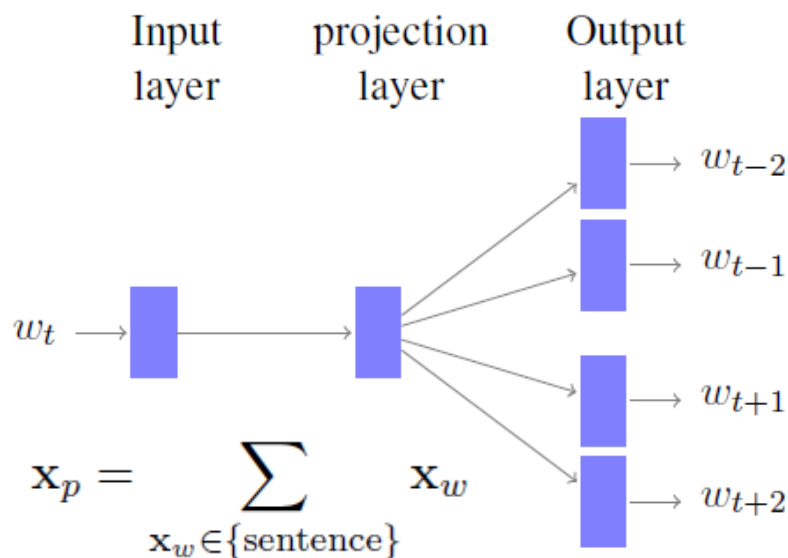 Input projection Output
layer layer layer
w_{t-2}
w_{t-1}
w_t
w_{t+1}
x_p = ∑_{x_w∈{sentence}} x_w
w_{t+2}